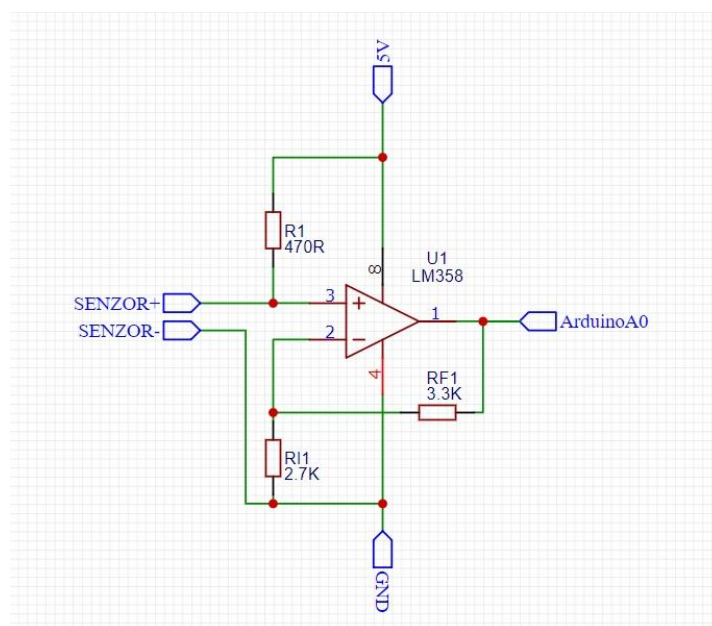 5V
R1
470R
8
U1
LM358
SENZOR+
3
+
1
ArduinoA0
SENZOR-
2
-
4
RF1
3.3K
RI1
2.7K
GND